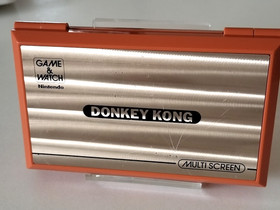 GAME
&
WATCH
Nintendo
DONKEY KONG
MULTI SCREEN